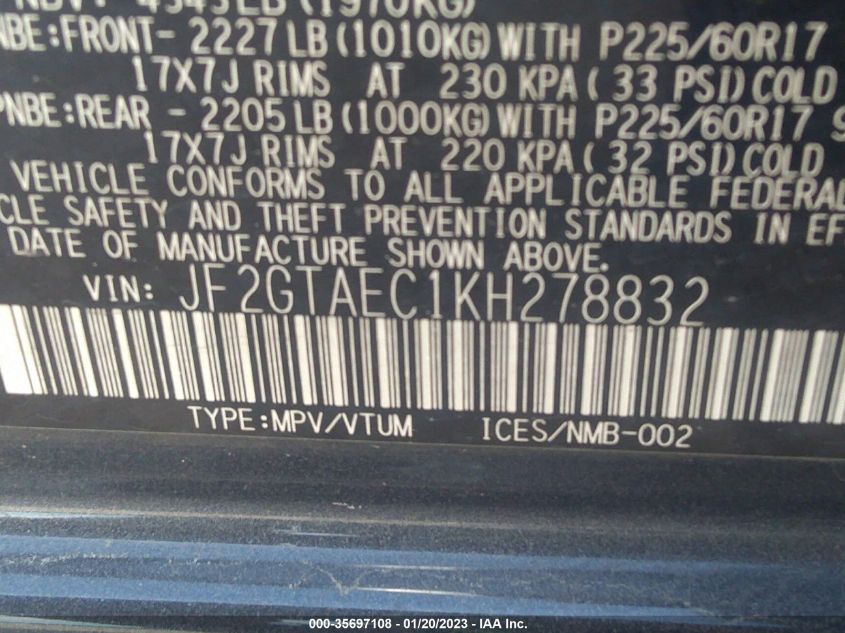 4343LB (1970KG)
NBE:FRONT- 2227 LB(1010KG) WITH P225/60R17
17X7J RIMS AT 230 KPA( 33 PSI) COLD
PNBE:REAR - 2205 LB(1000KG) WITH P225/60R17 9
17X7J RIMS AT 220 KPA( 32 PSI) COLD
VEHICLE CONFORMS TO ALL APPLICABLE FEDERAL
CLE SAFETY AND THEFT PREVENTION STANDARDS IN EF
DATE OF MANUFACTURE SHOWN ABOVE.
VIN: JF2GTAEC1KH278832
TYPE:MPV/VTUM ICES/NMB-002
000-35697108 - 01/20/2023 - IAA Inc.